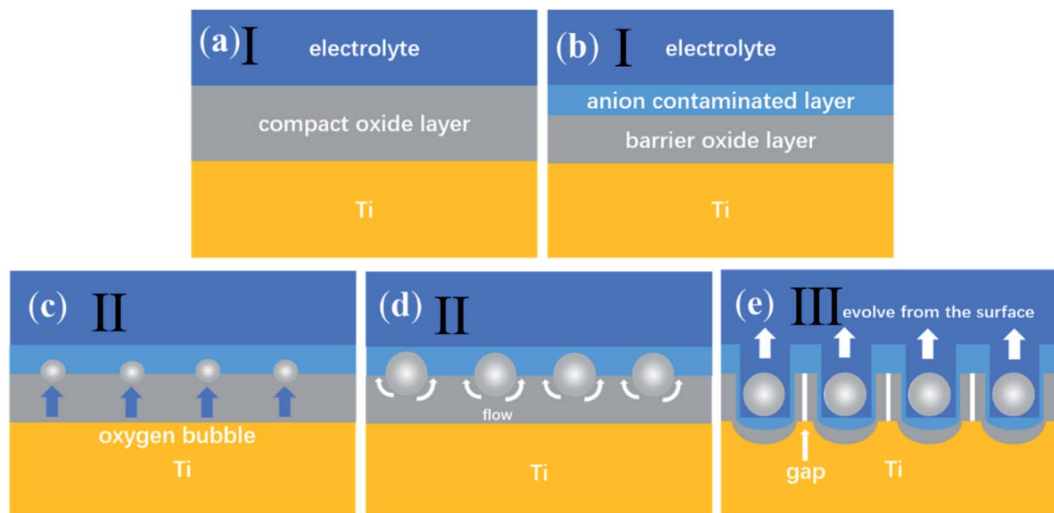 (a) I
electrolyte
compact oxide layer
Ti
(b) I
electrolyte
anion contaminated layer
barrier oxide layer
Ti
(c) II
oxygen bubble
Ti
(d) II
flow
Ti
(e) III
evolve from the surface
gap
Ti